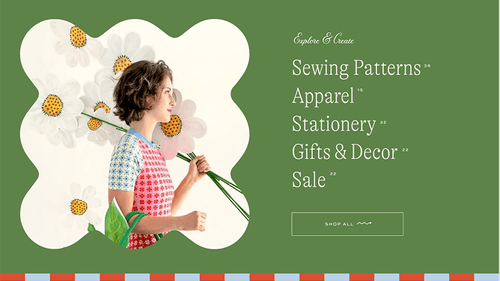 Explore & Create
Sewing Patterns
Apparel
Stationery
Gifts & Decor
Sale
SHOP ALL